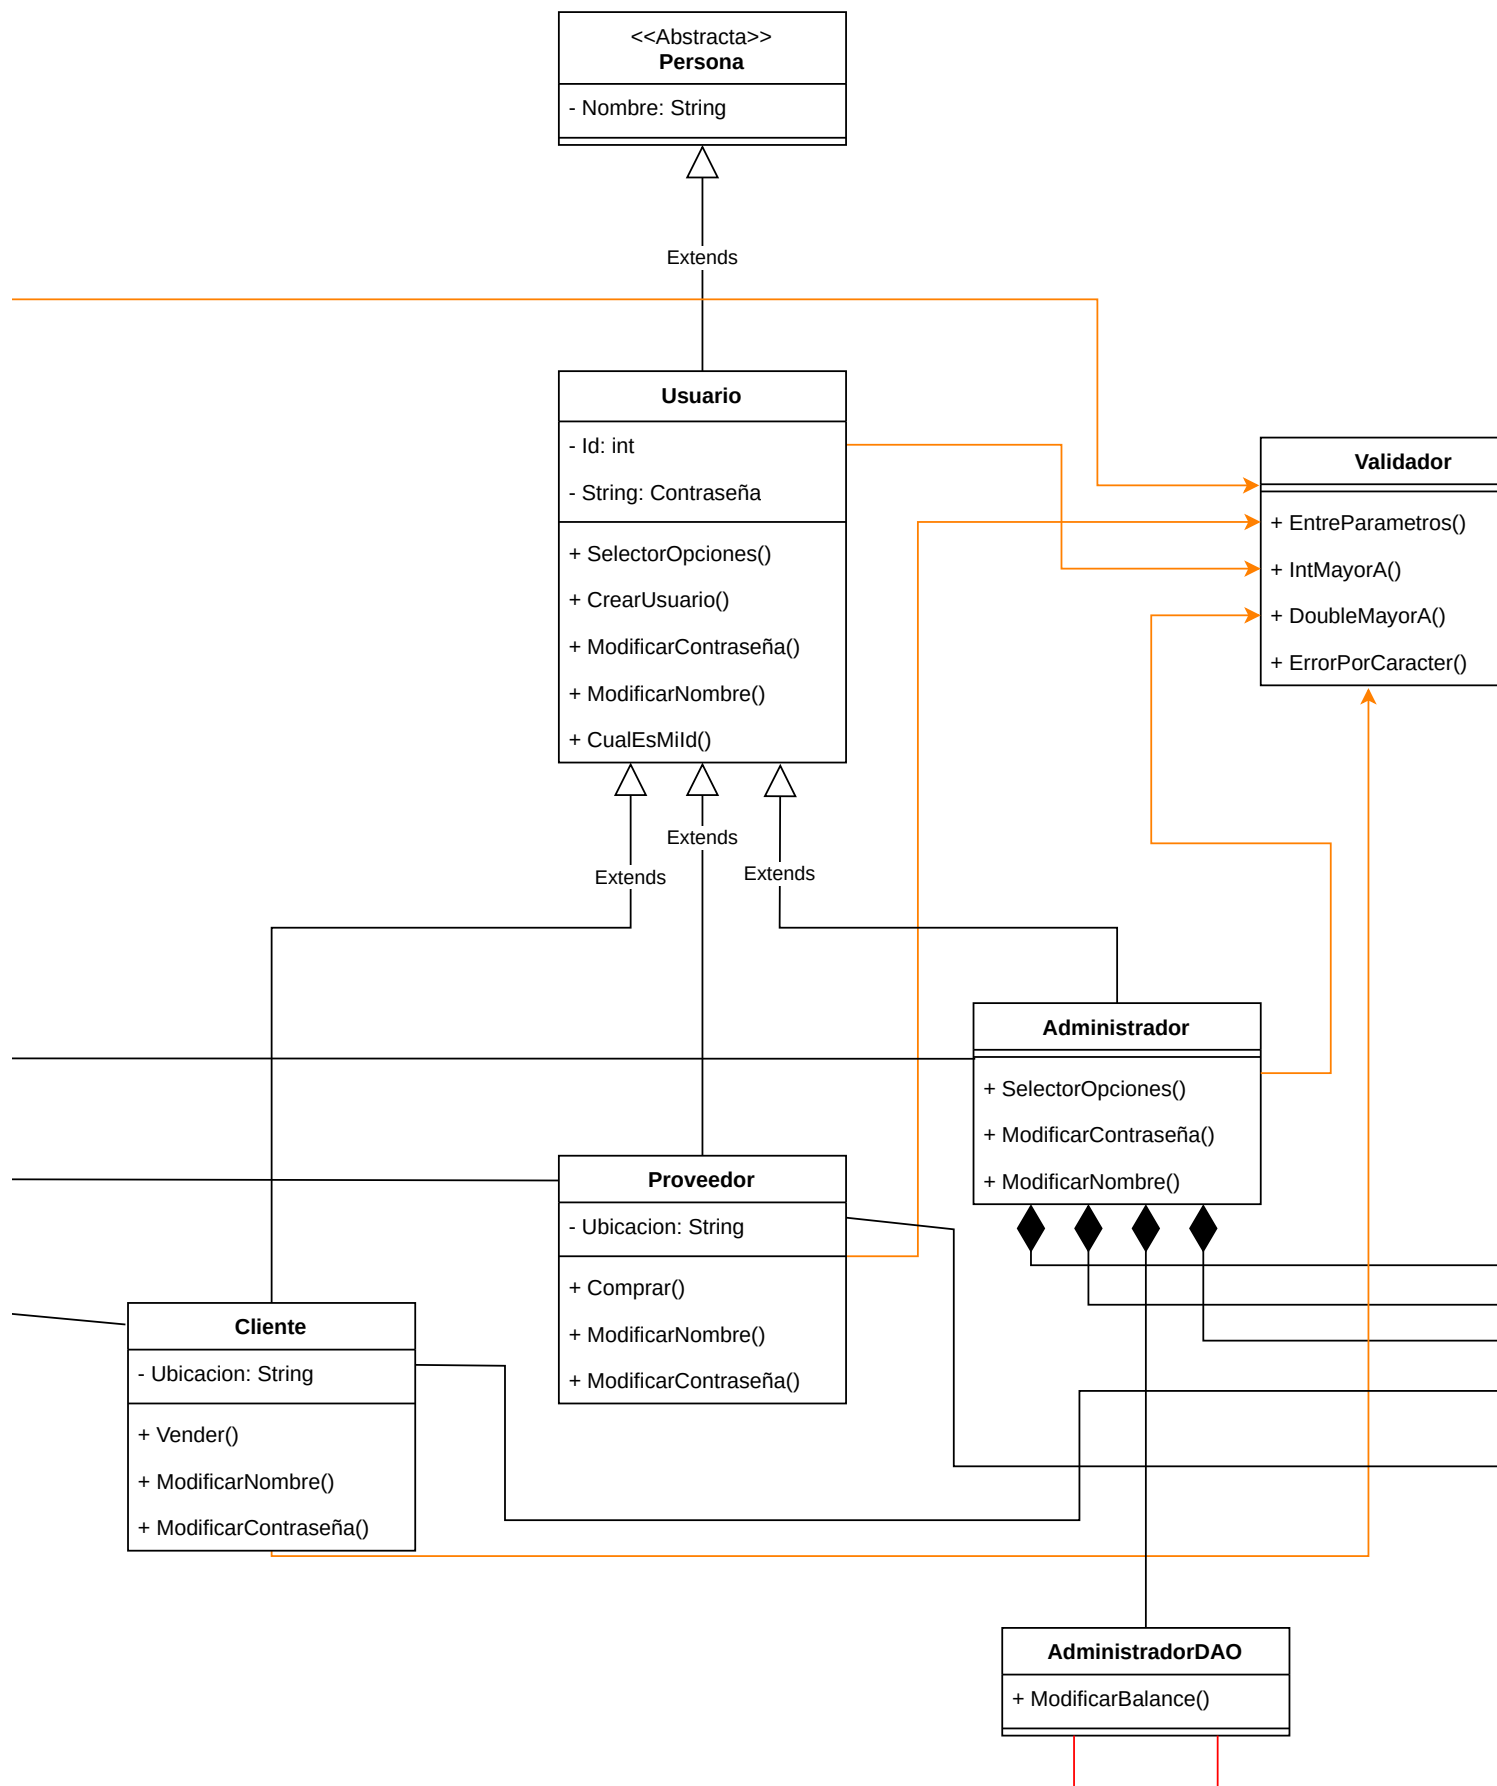 <<Abstracta>>
Persona
- Nombre: String
Extends
Usuario
- Id: int
- String: Contraseña
+ SelectorOpciones()
+ CrearUsuario()
+ ModificarContraseña()
+ ModificarNombre()
+ CualEsMiId()
Validador
+ EntreParametros()
+ IntMayorA()
+ DoubleMayorA()
+ ErrorPorCaracter()
Extends
Extends
Extends
Administrador
+ SelectorOpciones()
+ ModificarContraseña()
+ ModificarNombre()
Proveedor
- Ubicacion: String
+ Comprar()
+ ModificarNombre()
+ ModificarContraseña()
Cliente
- Ubicacion: String
+ Vender()
+ ModificarNombre()
+ ModificarContraseña()
AdministradorDAO
+ ModificarBalance()